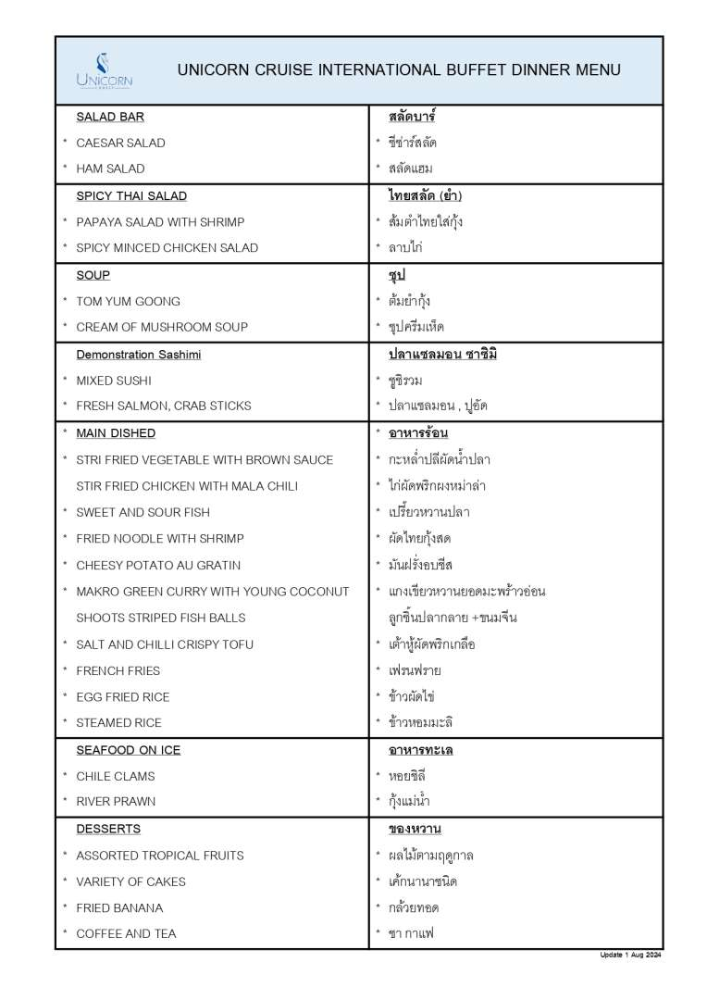 UNICORN
UNICORN CRUISE INTERNATIONAL BUFFET DINNER MENU
SALAD BAR
* CAESAR SALAD
* HAM SALAD
สลัดบาร์
* ซีซ่าร์สลัด
* สลัดแฮม
SPICY THAI SALAD
* PAPAYA SALAD WITH SHRIMP
* SPICY MINCED CHICKEN SALAD
ไทยสลัด (ยำ)
* ส้มตำไทยใส่กุ้ง
* ลาบไก่
SOUP
* TOM YUM GOONG
* CREAM OF MUSHROOM SOUP
ซุป
* ต้มยำกุ้ง
* ซุปครีมเห็ด
Demonstration Sashimi
* MIXED SUSHI
* FRESH SALMON, CRAB STICKS
ปลาแซลมอน ซาซิมิ
* ซูชิรวม
* ปลาแซลมอน , ปูอัด
* MAIN DISHED
* STRI FRIED VEGETABLE WITH BROWN SAUCE
STIR FRIED CHICKEN WITH MALA CHILI
* SWEET AND SOUR FISH
* FRIED NOODLE WITH SHRIMP
* CHEESY POTATO AU GRATIN
* MAKRO GREEN CURRY WITH YOUNG COCONUT
SHOOTS STRIPED FISH BALLS
* SALT AND CHILLI CRISPY TOFU
* FRENCH FRIES
* EGG FRIED RICE
* STEAMED RICE
* อาหารร้อน
* กะหล่ำปลีผัดน้ำปลา
* ไก่ผัดพริกผงหม่าล่า
* เปรี้ยวหวานปลา
* ผัดไทยกุ้งสด
* มันฝรั่งอบชีส
* แกงเขียวหวานยอดมะพร้าวอ่อน
ลูกชิ้นปลากลาย +ขนมจีน
* เต้าหู้ผัดพริกเกลือ
* เฟรนฟราย
* ข้าวผัดไข่
* ข้าวหอมมะลิ
SEAFOOD ON ICE
* CHILE CLAMS
* RIVER PRAWN
อาหารทะเล
* หอยชิลี
* กุ้งแม่น้ำ
DESSERTS
* ASSORTED TROPICAL FRUITS
* VARIETY OF CAKES
* FRIED BANANA
* COFFEE AND TEA
ของหวาน
* ผลไม้ตามฤดูกาล
* เค้กนานาชนิด
* กล้วยทอด
* ชา กาแฟ
Update 1 Aug 2024